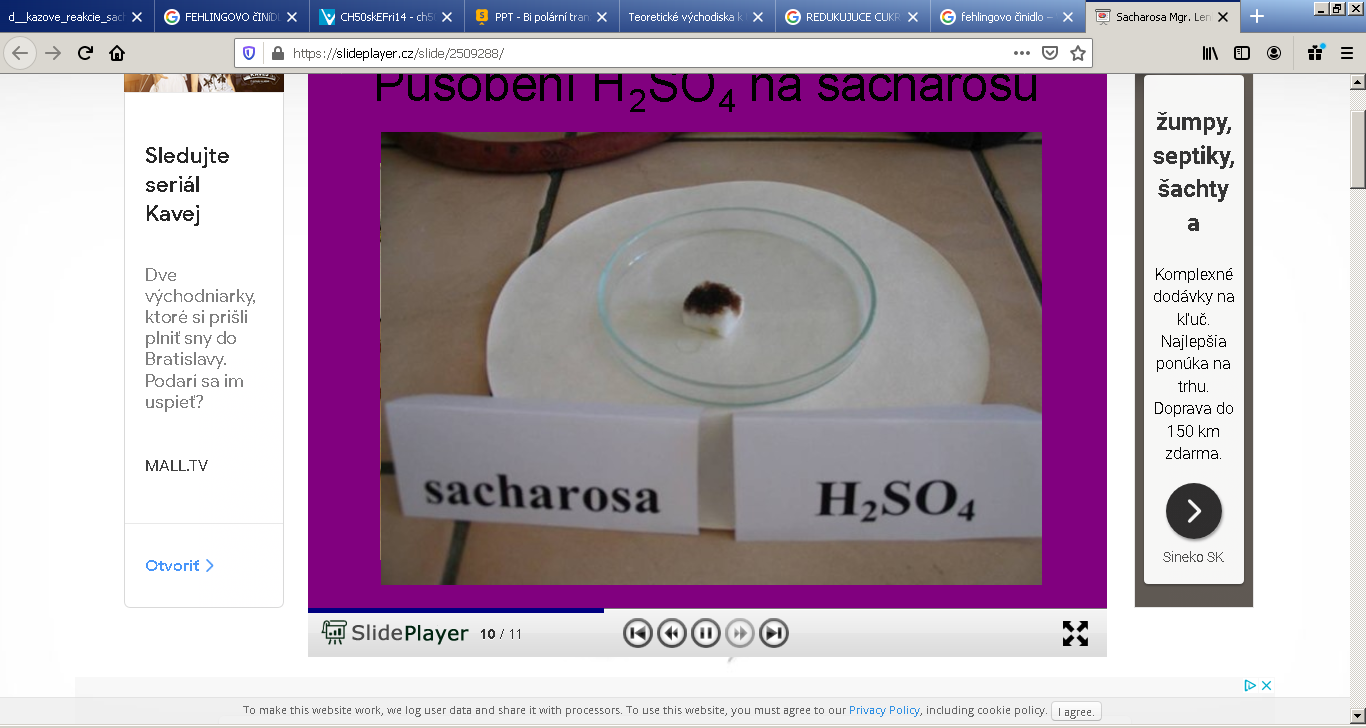 d__kazove_reakcie_sach
FEHLINGOVO čINIDL
CH50skEFri14 - ch50
PPT - Bi polární tran
Teoretické východiska k
REDUKUJUCE CUKR
fehlingovo činidlo –
Sacharosa Mgr. Len
https://slideplayer.cz/slide/2509288/
Sledujte
seriál
Kavej
Dve
východniarky,
ktoré si prišli
plniť sny do
Bratislavy.
Podarí sa im
uspieť?
MALL.TV
Otvoriť
Působení H₂SO₄ na sacharosu
sacharosa
H₂SO₄
SlidePlayer 10 / 11
žumpy,
septiky,
šachty
a
Komplexné
dodávky na
kľuč.
Najlepšia
ponúka na
trhu.
Doprava do
150 km
zdarma.
Sineko SK
To make this website work, we log user data and share it with processors. To use this website, you must agree to our Privacy Policy, including cookie policy. I agree.